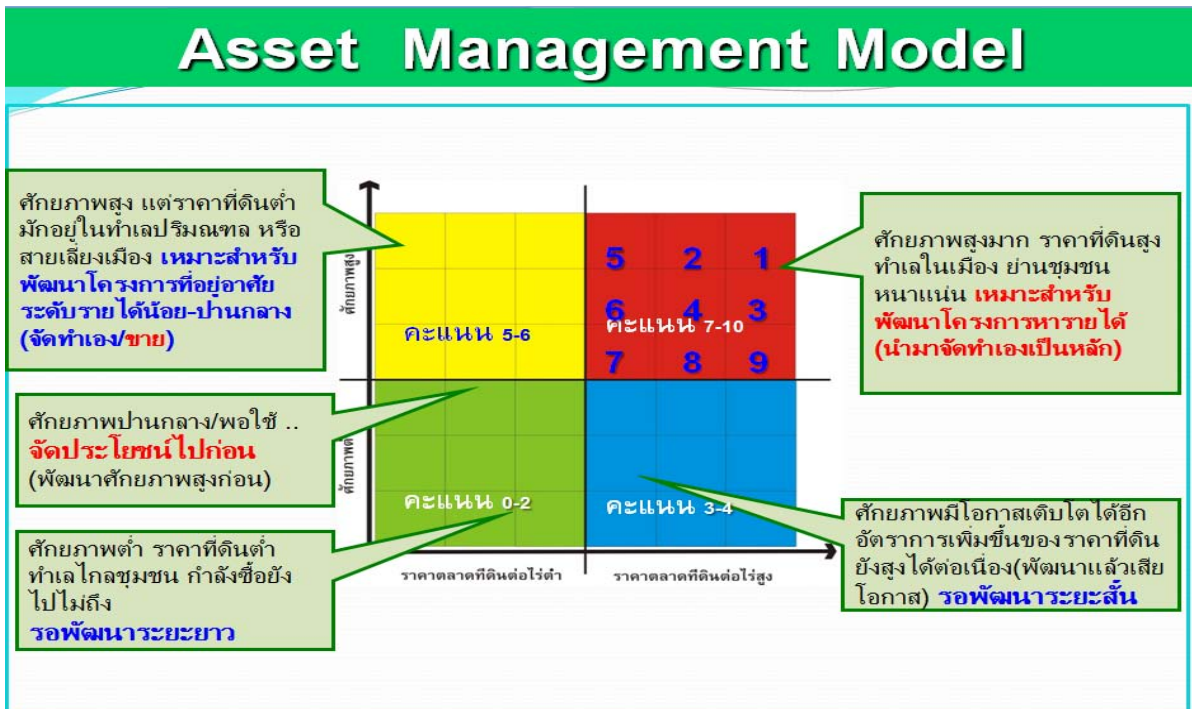 Asset Management Model
ศักยภาพสูง แต่ราคาที่ดินต่ำ
มักอยู่ในทำเลปริมณฑล หรือ
สายเลี่ยงเมือง เหมาะสำหรับ
พัฒนาโครงการที่อยู่อาศัย
ระดับรายได้น้อย-ปานกลาง
(จัดทำเอง/ขาย)
ศักยภาพปานกลาง/พอใช้ ..
จัดประโยชน์ไปก่อน
(พัฒนาศักยภาพสูงก่อน)
ศักยภาพต่ำ ราคาที่ดินต่ำ
ทำเลไกลชุมชน กำลังซื้อยัง
ไปไม่ถึง
รอพัฒนาระยะยาว
ศักยภาพสูง
คะแนน 5-6
5 2 1
6 4 3
คะแนน 7-10
7 8 9
คะแนน 0-2
คะแนน 3-4
ราคาตลาดที่ดินต่อไร่ต่ำ
ราคาตลาดที่ดินต่อไร่สูง
ศักยภาพสูงมาก ราคาที่ดินสูง
ทำเลในเมือง ย่านชุมชน
หนาแน่น เหมาะสำหรับ
พัฒนาโครงการหารายได้
(นำมาจัดทำเองเป็นหลัก)
ศักยภาพมีโอกาสเติบโตได้อีก
อัตราการเพิ่มขึ้นของราคาที่ดิน
ยังสูงได้ต่อเนื่อง(พัฒนาแล้วเสีย
โอกาส) รอพัฒนาระยะสั้น